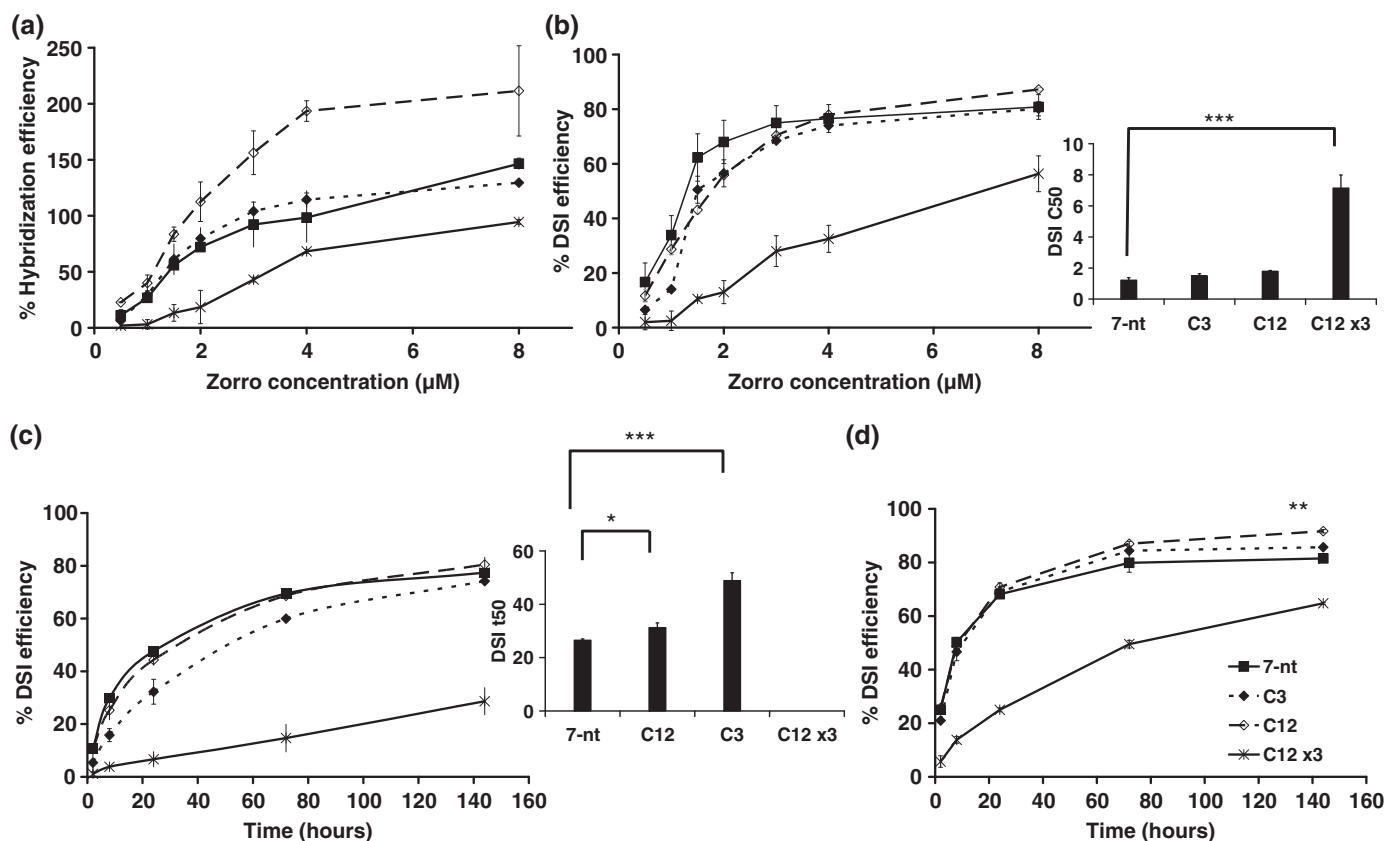 (a)
250
200
150
100
50
0
% Hybridization efficiency
0 2 4 6 8
Zorro concentration (µM)
(b)
100
80
60
40
20
0
% DSI efficiency
0 2 4 6 8
Zorro concentration (µM)
***
10
8
6
4
2
0
DSI C50
7-nt C3 C12 C12 x3
(c)
100
80
60
40
20
0
% DSI efficiency
0 20 40 60 80 100 120 140 160
Time (hours)
***
*
60
40
20
0
DSI t50
7-nt C12 C3 C12 x3
(d)
100
80
60
40
20
0
% DSI efficiency
**
7-nt
C3
C12
C12 x3
0 20 40 60 80 100 120 140 160
Time (hours)